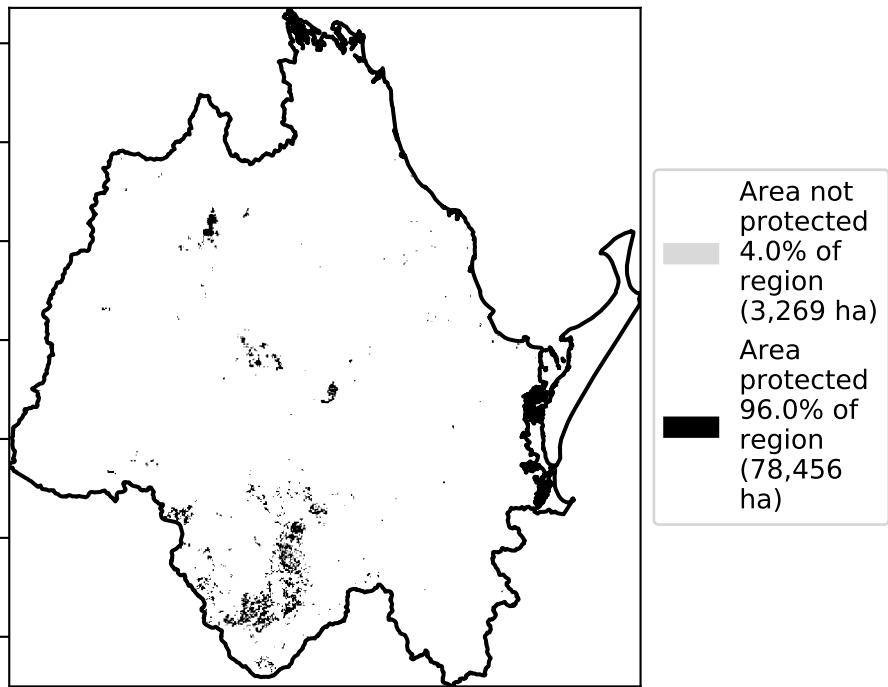 Area not
protected
4.0% of
region
(3,269 ha)
Area
protected
96.0% of
region
(78,456
ha)